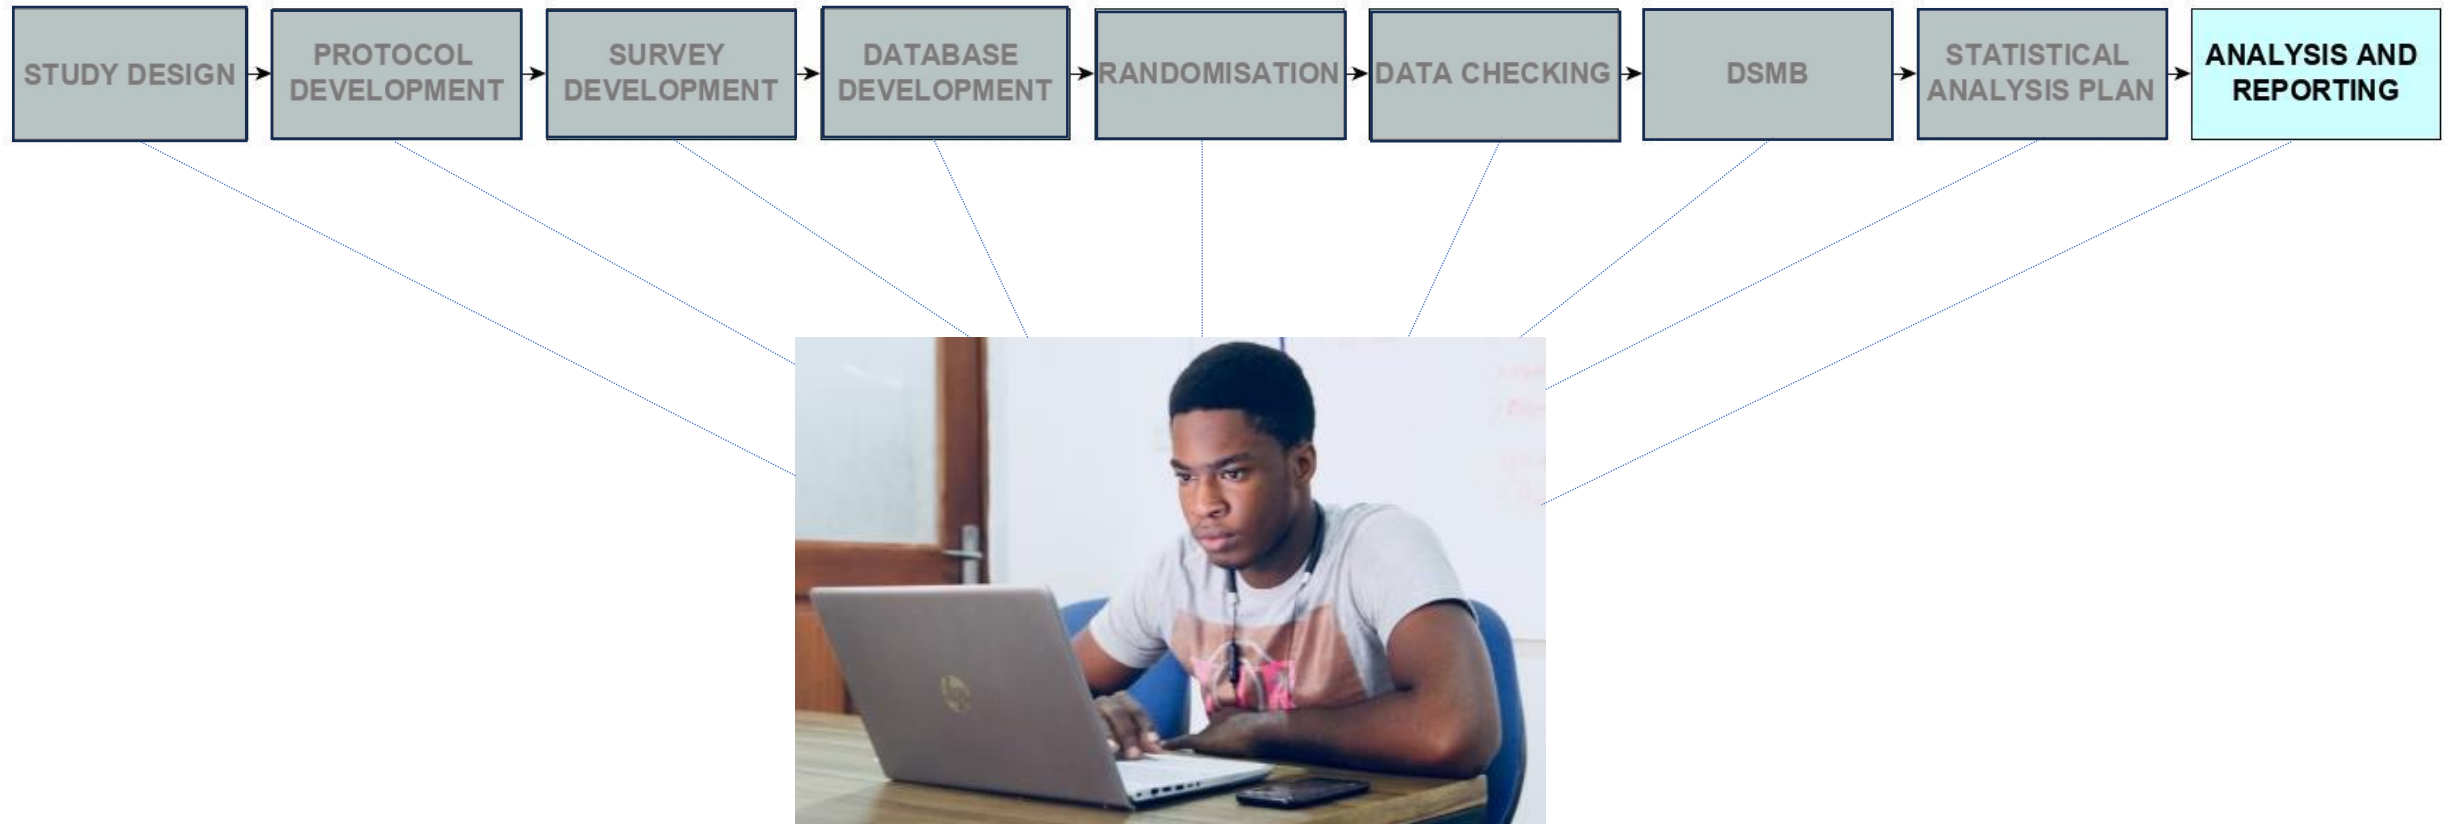 STUDY DESIGN
PROTOCOL
DEVELOPMENT
SURVEY
DEVELOPMENT
DATABASE
DEVELOPMENT
RANDOMISATION
DATA CHECKING
DSMB
STATISTICAL
ANALYSIS PLAN
ANALYSIS AND
REPORTING